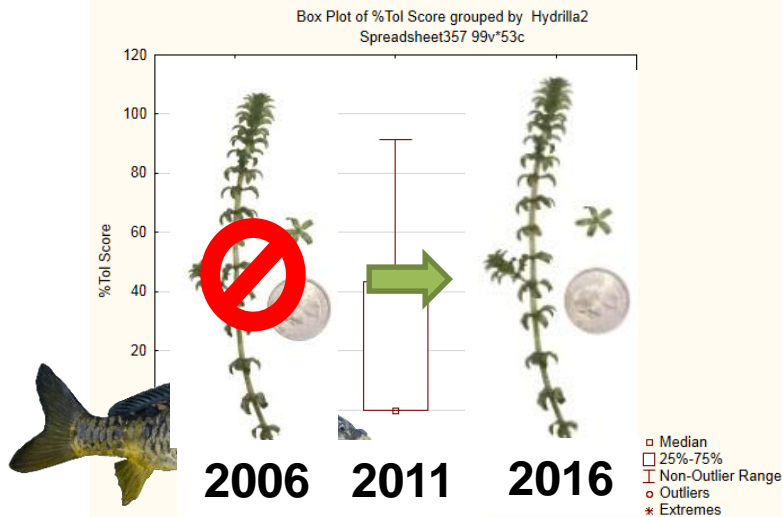 Box Plot of %Tol Score grouped by Hydrilla2
Spreadsheet357 99v*53c
120
100
80
60
40
20
%Tol Score
2006 2011 2016
Median
25%-75%
Non-Outlier Range
Outliers
Extremes